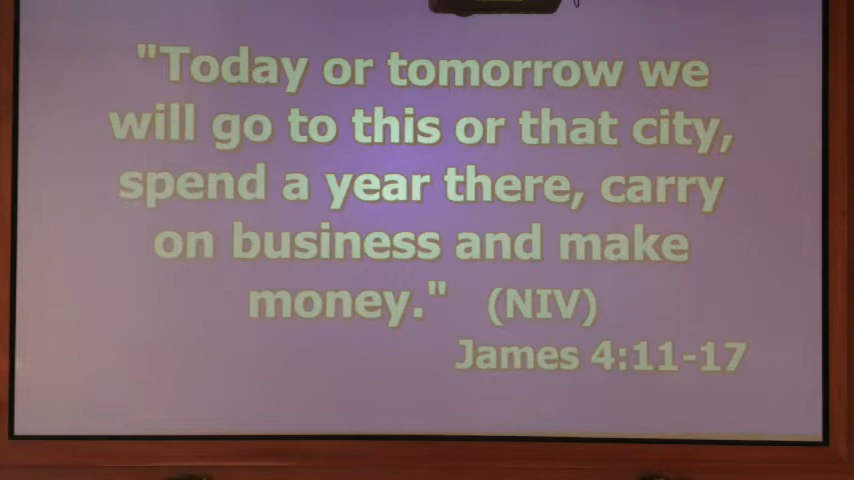 "Today or tomorrow we
will go to this or that city,
spend a year there, carry
on business and make
money." (NIV)
James 4:11-17